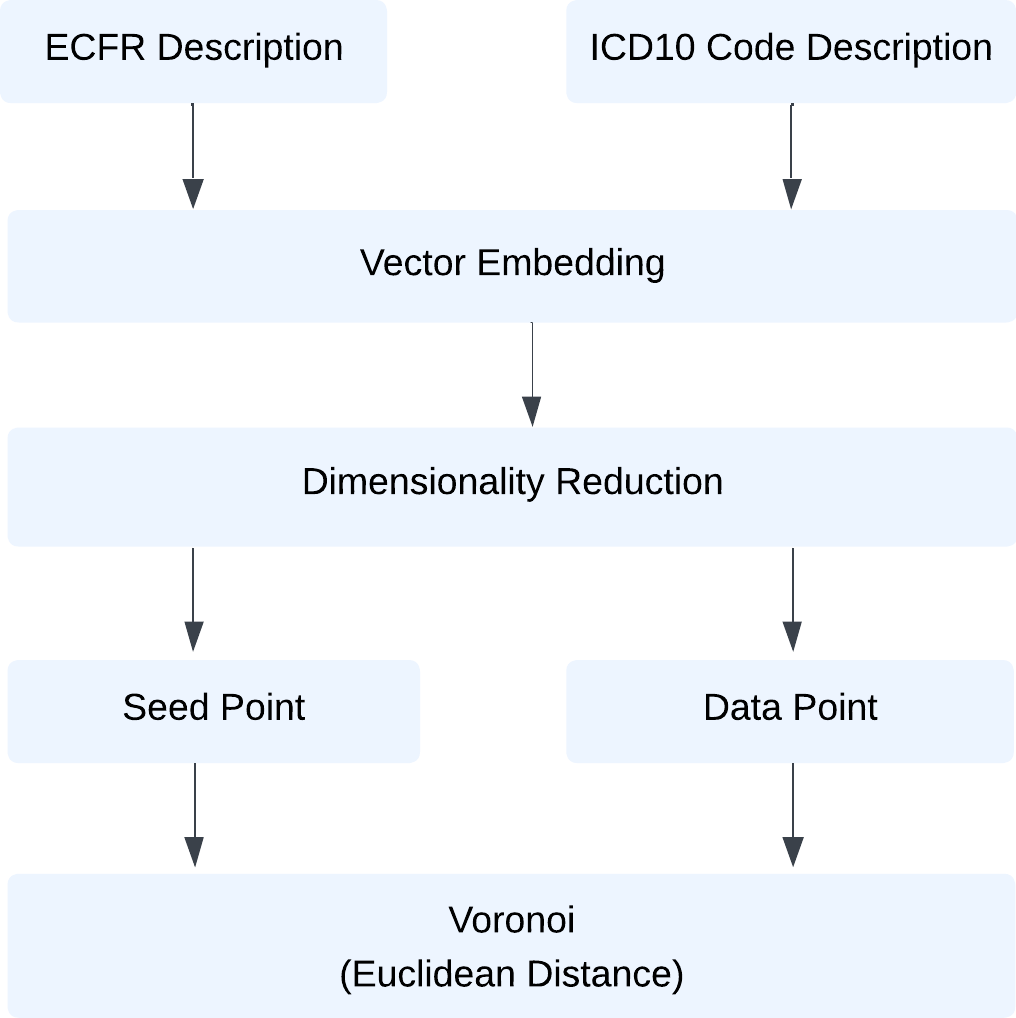 ECFR Description
ICD10 Code Description
Vector Embedding
Dimensionality Reduction
Seed Point
Data Point
Voronoi
(Euclidean Distance)